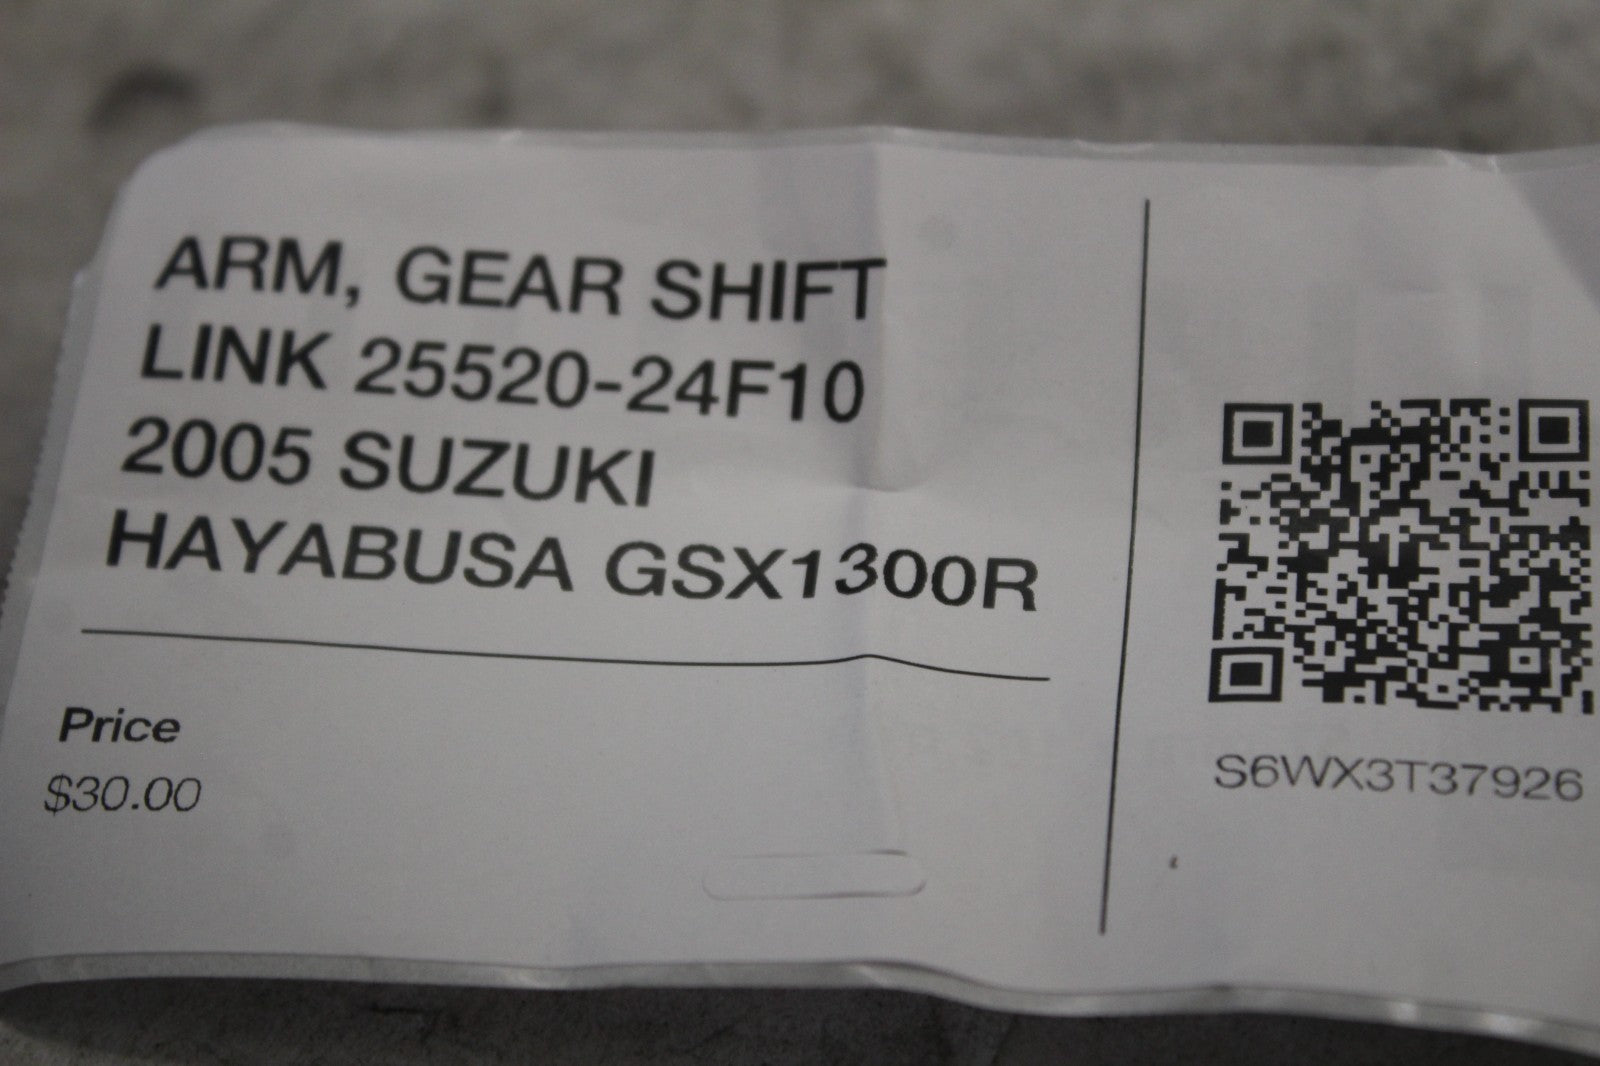 ARM, GEAR SHIFT
LINK 25520-24F10
2005 SUZUKI
HAYABUSA GSX1300R
Price
$30.00
S6WX3T37926